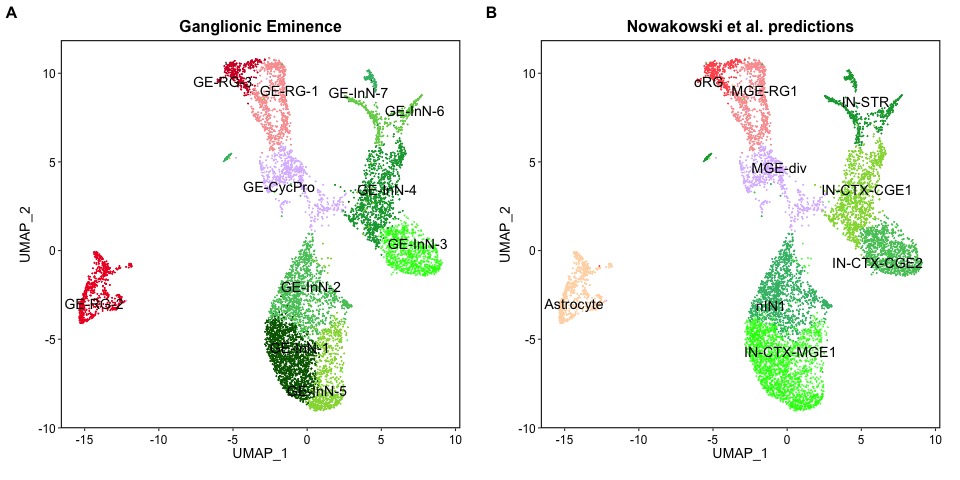 A
Ganglionic Eminence
GE-RG-3
GE-RG-1
GE-InN-7
GE-InN-6
GE-CycPro
GE-InN-4
GE-InN-3
GE-InN-2
GE-RG-2
GE-InN-1
GE-InN-5
10
5
0
-5
-10
UMAP_2
-15
-10
-5
0
5
10
UMAP_1
B
Nowakowski et al. predictions
oRG
MGE-RG1
IN-STR
MGE-div
IN-CTX-CGE1
IN-CTX-CGE2
Astrocyte
nIN1
IN-CTX-MGE1
10
5
0
-5
-10
UMAP_2
-15
-10
-5
0
5
10
UMAP_1